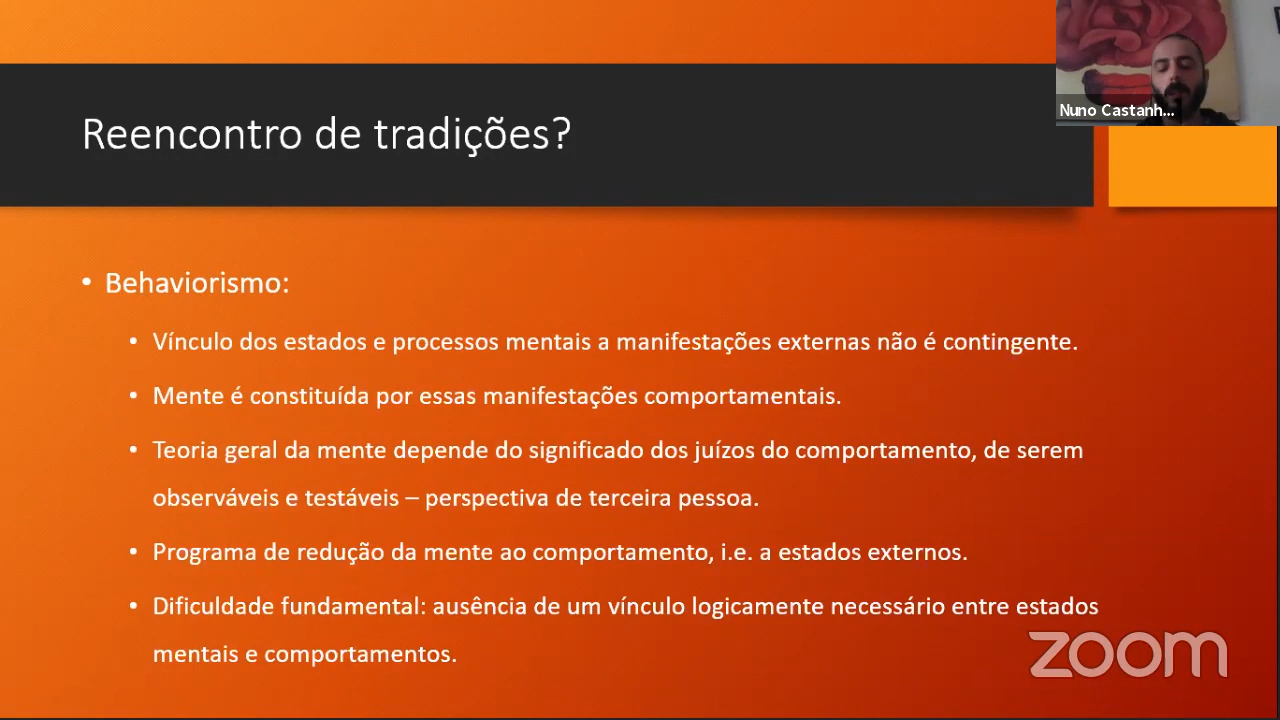 Nuno Castanh...
Reencontro de tradições?
• Behaviorismo:
• Vínculo dos estados e processos mentais a manifestações externas não é contingente.
• Mente é constituída por essas manifestações comportamentais.
• Teoria geral da mente depende do significado dos juízos do comportamento, de serem
observáveis e testáveis – perspectiva de terceira pessoa.
• Programa de redução da mente ao comportamento, i.e. a estados externos.
• Dificuldade fundamental: ausência de um vínculo logicamente necessário entre estados
mentais e comportamentos.
zoom